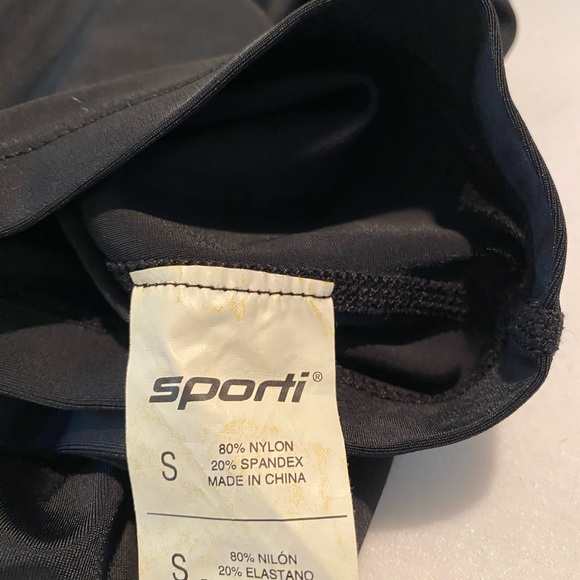 sporti®
S
80% NYLON
20% SPANDEX
MADE IN CHINA
S
80% NILÓN
20% ELASTANO